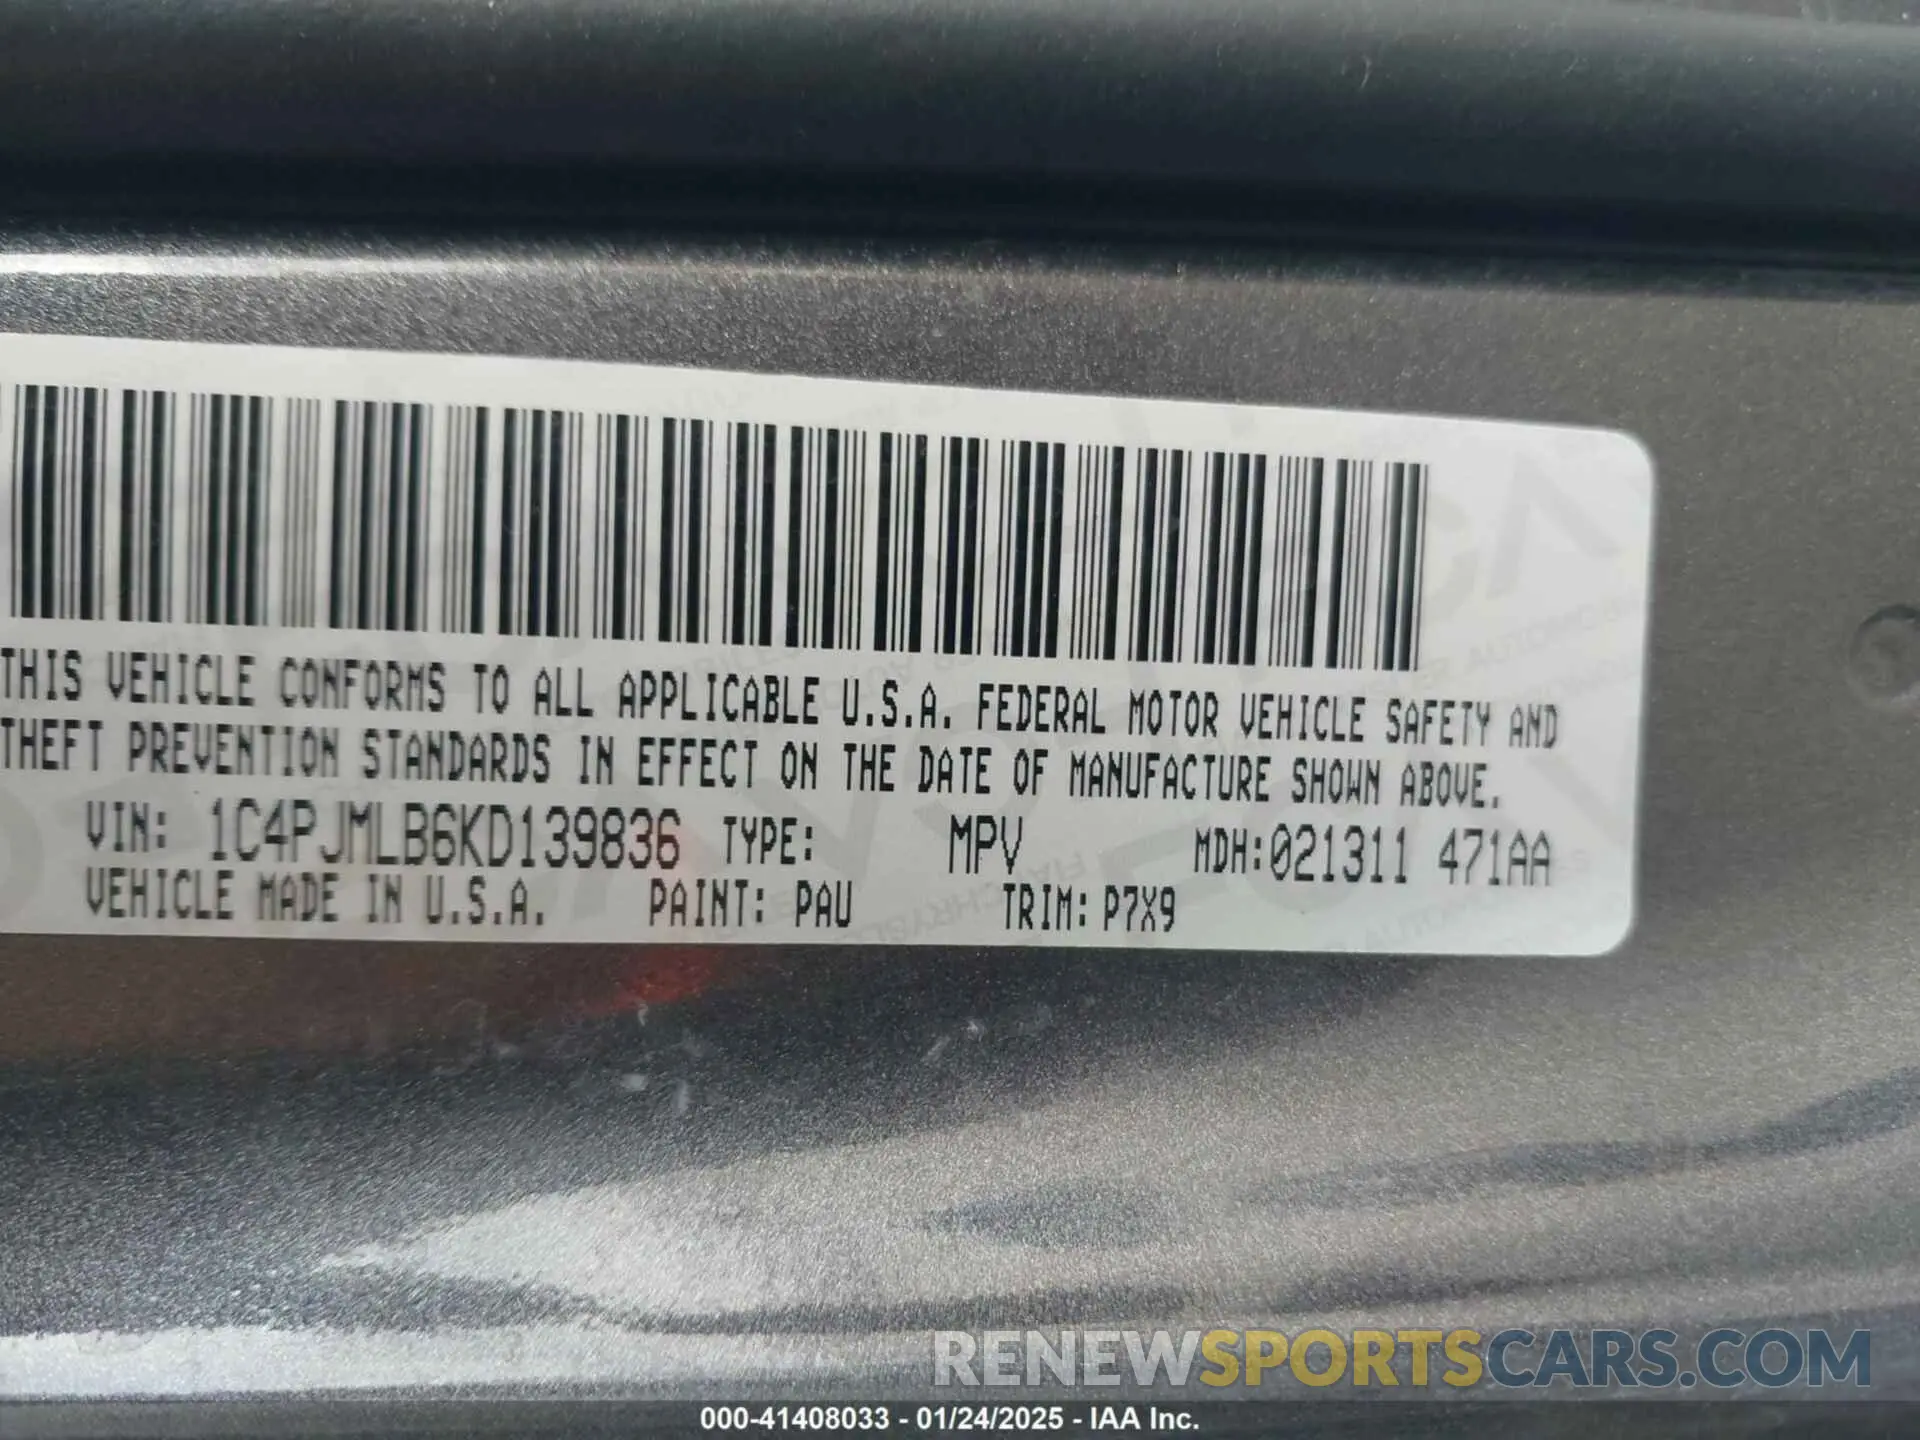 THIS VEHICLE CONFORMS TO ALL APPLICABLE U.S.A. FEDERAL MOTOR VEHICLE SAFETY AND
THEFT PREVENTION STANDARDS IN EFFECT ON THE DATE OF MANUFACTURE SHOWN ABOVE.
VIN: 1C4PJMLB6KD139836 TYPE: MPV MDH:021311 471AA
VEHICLE MADE IN U.S.A. PAINT: PAU TRIM: P7X9
RENEWSPORTSCARS.COM
000-41408033 - 01/24/2025 - IAA Inc.